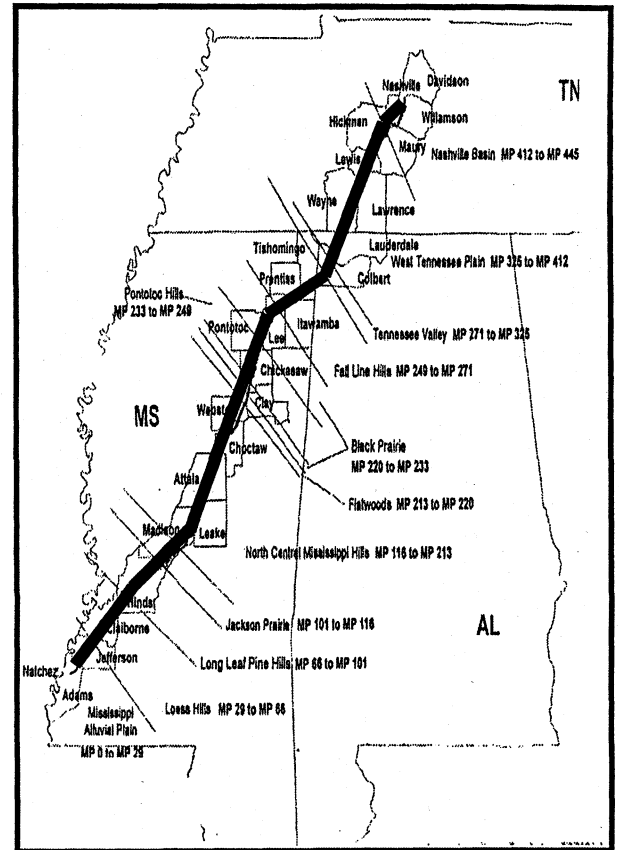 Davidson
Nashville
TN
Williamson
Hickman
Maury
Nashville Basin MP 412 to MP 445
Lewis
Wayne
Lawrence
Lauderdale
Tishomingo
West Tennessee Plain MP 325 to MP 412
Colbert
Prentiss
Pontotoc Hills
MP 233 to MP 249
Itawamba
Pontotoc
Tennessee Valley MP 271 to MP 325
Lee
Chickasaw
Fall Line Hills MP 249 to MP 271
MS
Webst
Clay
Choctaw
Black Prairie
MP 220 to MP 233
Attala
Flatwoods MP 213 to MP 220
Madison
Leake
North Central Mississippi Hills MP 116 to MP 213
Hinds
Jackson Prairie MP 101 to MP 116
AL
Claiborne
Jefferson
Long Leaf Pine Hills MP 66 to MP 101
Natchez
Adams
Mississippi
Alluvial Plain
MP 0 to MP 29
Loess Hills MP 29 to MP 66